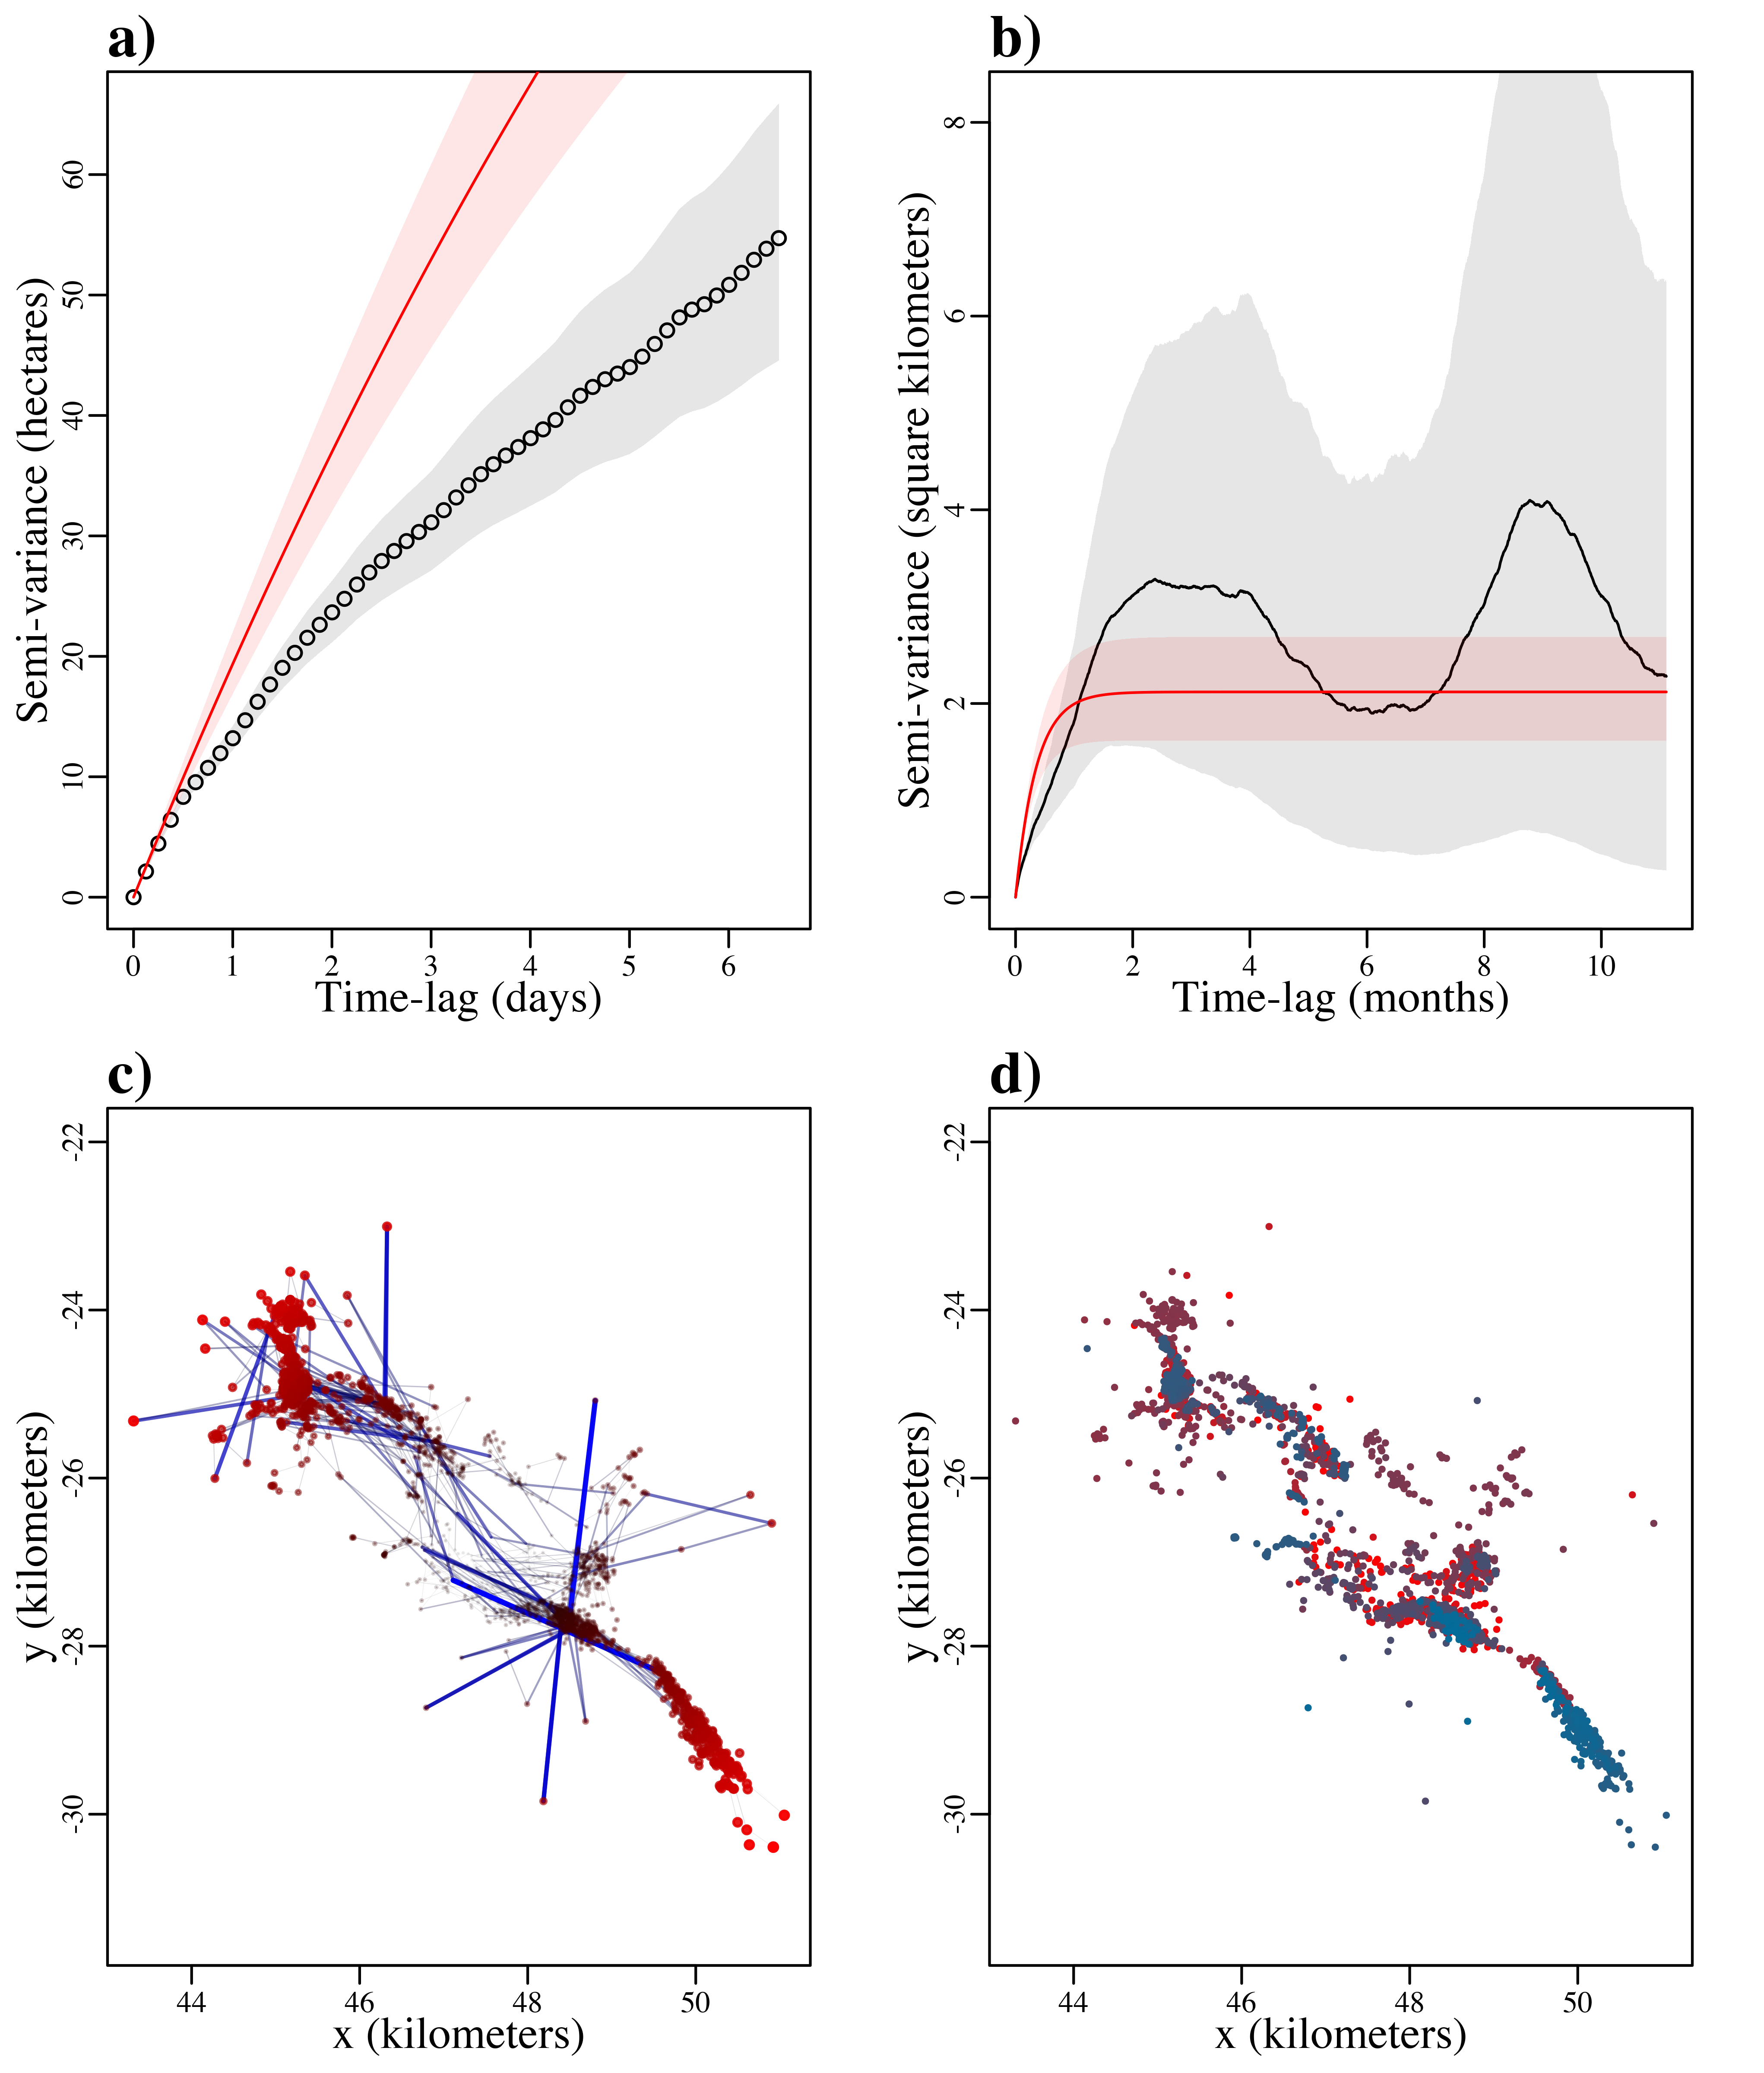 a)
Semi-variance (hectares)
0 10 20 30 40 50 60
0 1 2 3 4 5 6
Time-lag (days)
b)
Semi-variance (square kilometers)
0 2 4 6 8
0 2 4 6 8 10
Time-lag (months)
c)
y (kilometers)
-30 -28 -26 -24 -22
44 46 48 50
x (kilometers)
d)
y (kilometers)
-30 -28 -26 -24 -22
44 46 48 50
x (kilometers)